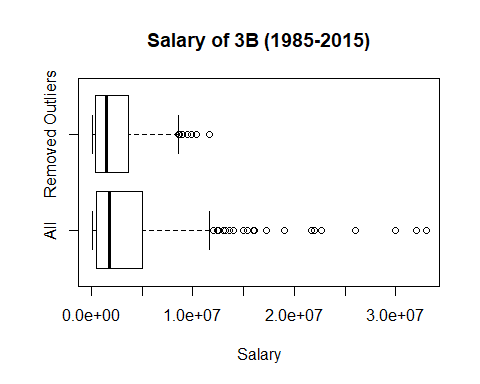 Salary of 3B (1985-2015)
Removed Outliers
All
0.0e+00 1.0e+07 2.0e+07 3.0e+07
Salary